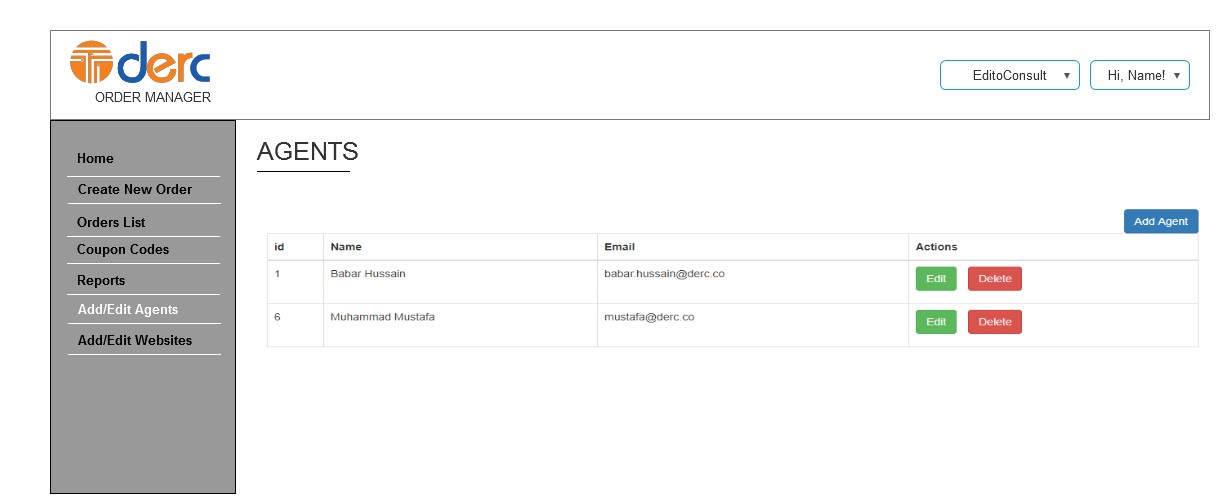 derc
ORDER MANAGER
EditoConsult ▼
Hi, Name! ▼
Home
Create New Order
Orders List
Coupon Codes
Reports
Add/Edit Agents
Add/Edit Websites
AGENTS
Add Agent
id Name Email Actions
1 Babar Hussain babar.hussain@derc.co Edit Delete
6 Muhammad Mustafa mustafa@derc.co Edit Delete